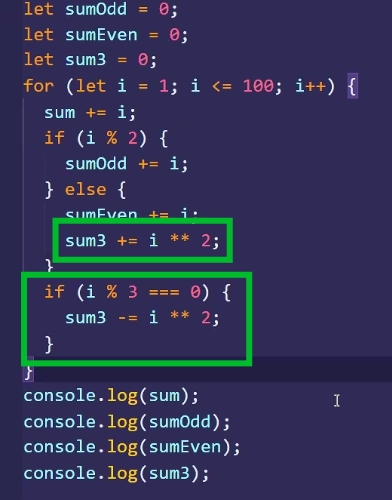 let sumOdd = 0;
let sumEven = 0;
let sum3 = 0;
for (let i = 1; i <= 100; i++) {
sum += i;
if (i % 2) {
sumOdd += i;
} else {
sumEven += i;
sum3 += i ** 2;
}
if (i % 3 === 0) {
sum3 -= i ** 2;
}
}
console.log(sum);
console.log(sumOdd);
console.log(sumEven);
console.log(sum3);